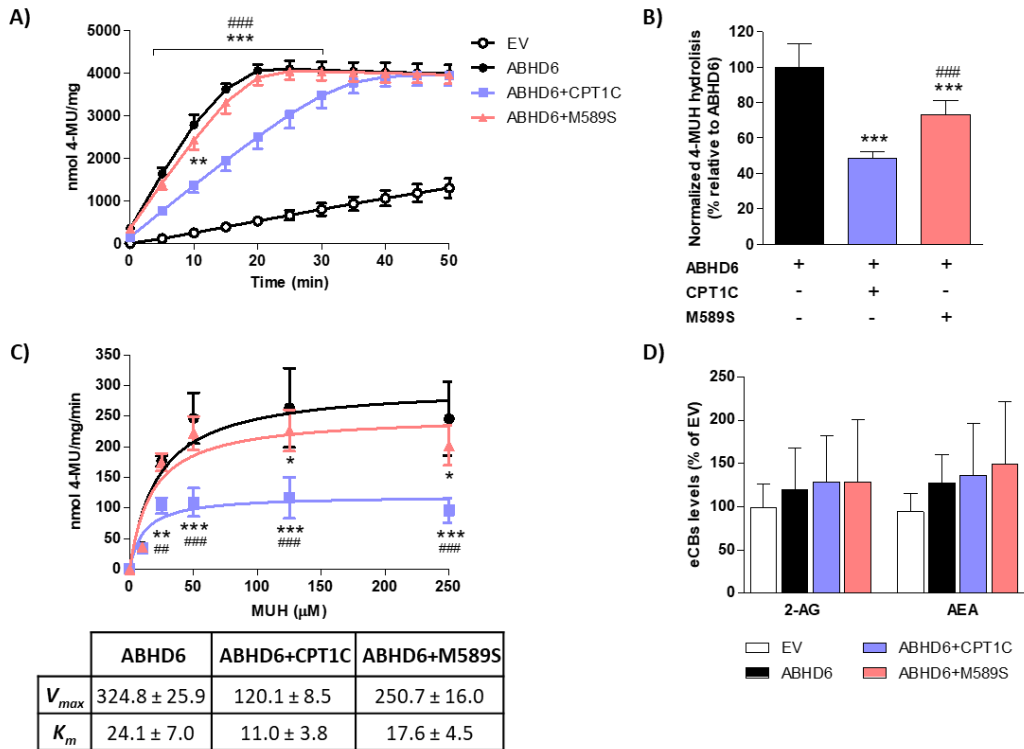 A)
###
***
5000
4000
3000
2000
1000
0
nmol 4-MU/mg
**
0 10 20 30 40 50
Time (min)
EV
ABHD6
ABHD6+CPT1C
ABHD6+M589S
B)
Normalized 4-MUH hydrolisis
(% relative to ABHD6)
120
100
80
60
40
20
0
***
###
***
ABHD6 + + +
CPT1C - + -
M589S - - +
C)
350
300
250
200
150
100
50
0
nmol 4-MU/mg/min
* *
** *** *** ***
## ### ### ###
0 50 100 150 200 250
MUH (µM)
ABHD6 ABHD6+CPT1C ABHD6+M589S
Vmax 324.8 ± 25.9 120.1 ± 8.5 250.7 ± 16.0
Km 24.1 ± 7.0 11.0 ± 3.8 17.6 ± 4.5
D)
eCBs levels (% of EV)
250
200
150
100
50
0
2-AG AEA
EV ABHD6+CPT1C
ABHD6 ABHD6+M589S